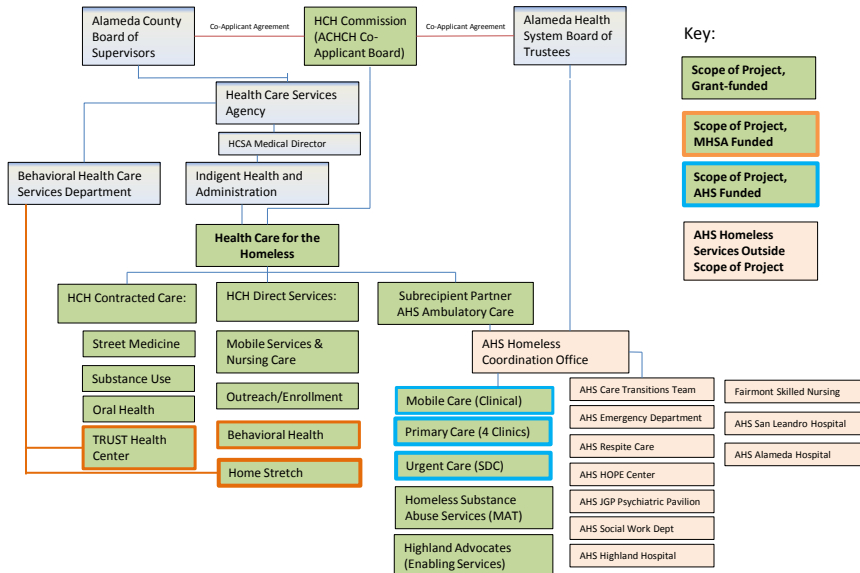 Alameda County
Board of
Supervisors
Co-Applicant Agreement
HCH Commission
(ACHCH Co-
Applicant Board)
Co-Applicant Agreement
Alameda Health
System Board of
Trustees
Key:
Scope of Project,
Grant-funded
Scope of Project,
MHSA Funded
Scope of Project,
AHS Funded
AHS Homeless
Services Outside
Scope of Project
Health Care Services
Agency
HCSA Medical Director
Behavioral Health Care
Services Department
Indigent Health and
Administration
Health Care for the
Homeless
HCH Contracted Care:
Street Medicine
Substance Use
Oral Health
TRUST Health
Center
HCH Direct Services:
Mobile Services &
Nursing Care
Outreach/Enrollment
Behavioral Health
Home Stretch
Subrecipient Partner
AHS Ambulatory Care
AHS Homeless
Coordination Office
Mobile Care (Clinical)
Primary Care (4 Clinics)
Urgent Care (SDC)
Homeless Substance
Abuse Services (MAT)
Highland Advocates
(Enabling Services)
AHS Care Transitions Team
AHS Emergency Department
AHS Respite Care
AHS HOPE Center
AHS JGP Psychiatric Pavilion
AHS Social Work Dept
AHS Highland Hospital
Fairmont Skilled Nursing
AHS San Leandro Hospital
AHS Alameda Hospital